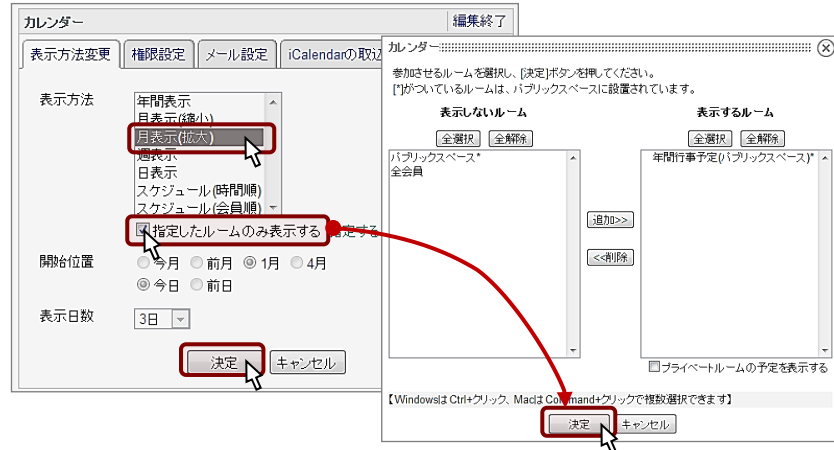 カレンダー
編集終了
表示方法変更
権限設定
メール設定
iCalendarの取込
表示方法
年間表示
月表示(縮小)
月表示(拡大)
週表示
日表示
スケジュール(時間順)
スケジュール(会員順)
指定したルームのみ表示する
指定する
開始位置
今月 前月 1月 4月
今日 前日
表示日数
3日
決定
キャンセル
カレンダー
参加させるルームを選択し、[決定]ボタンを押してください。
[*]がついているルームは、パブリックスペースに設置されています。
表示しないルーム
全選択 全解除
パブリックスペース*
全会員
追加>>
<<削除
表示するルーム
全選択 全解除
年間行事予定(パブリックスペース)*
プライベートルームの予定を表示する
【WindowsはCtrl+クリック、MacはCommand+クリックで複数選択できます】
決定
キャンセル